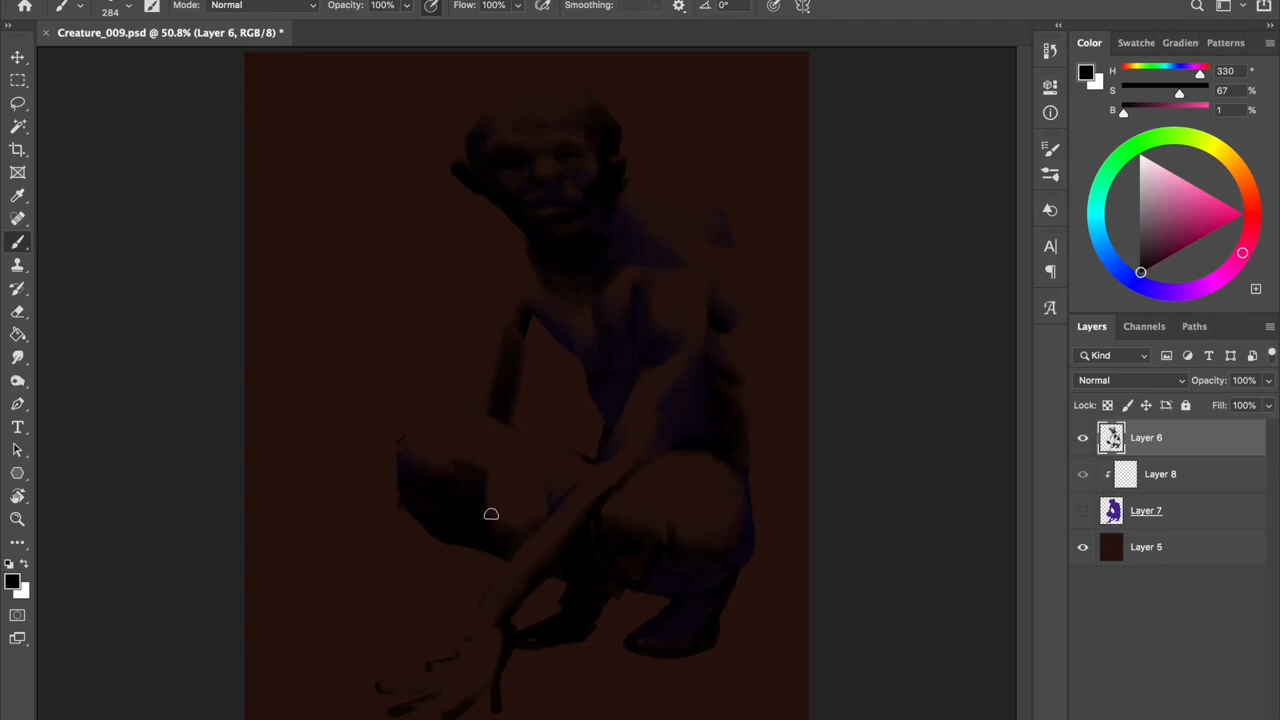 284 Mode: Normal Opacity: 100% Flow: 100% Smoothing: 0°
× Creature_009.psd @ 50.8% (Layer 6, RGB/8) *
Color Swatche Gradien Patterns
H 330 °
S 67 %
B 1 %
Layers Channels Paths
Kind
Normal Opacity: 100%
Lock: Fill: 100%
Layer 6
Layer 8
Layer 7
Layer 5